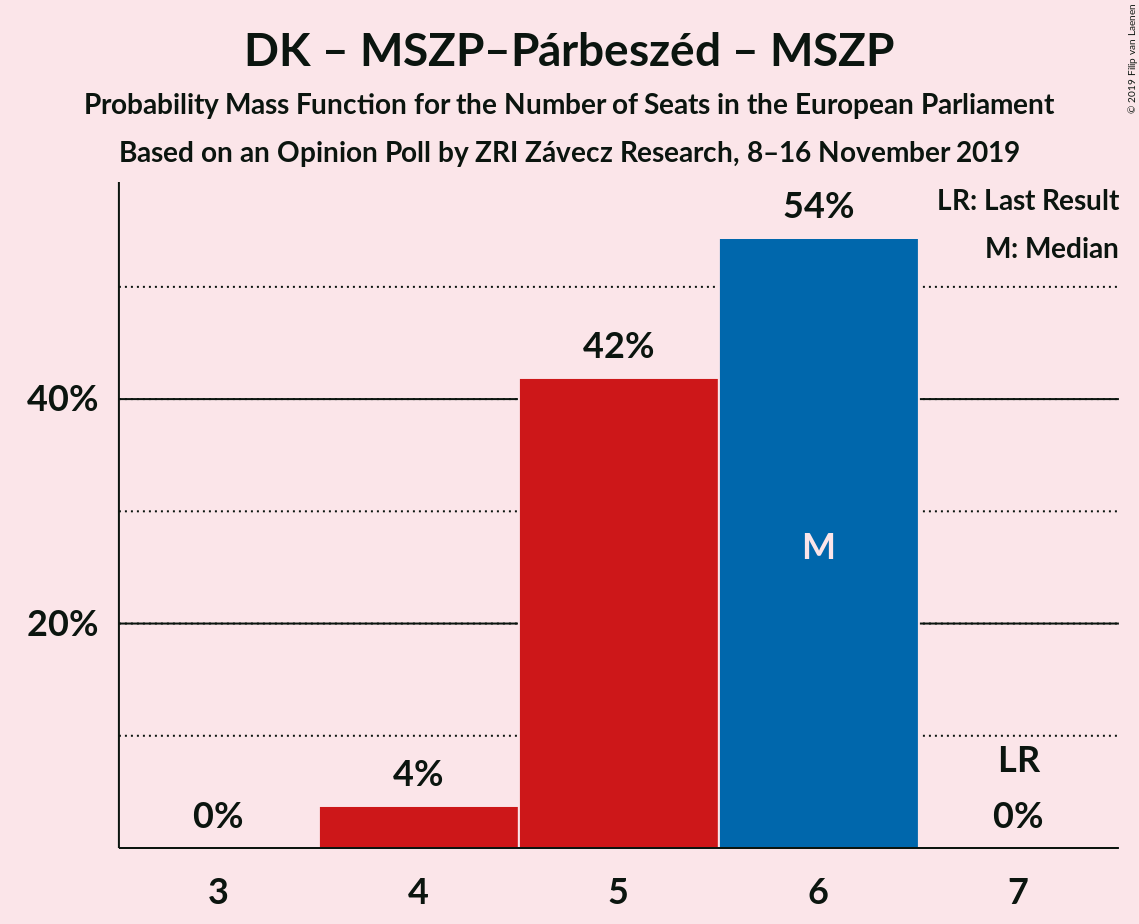 DK – MSZP–Párbeszéd – MSZP
Probability Mass Function for the Number of Seats in the European Parliament
Based on an Opinion Poll by ZRI Závecz Research, 8–16 November 2019
© 2019 Filip van Laenen
LR: Last Result
M: Median
54%
42%
40%
M
20%
4%
LR
0%
0%
3
4
5
6
7